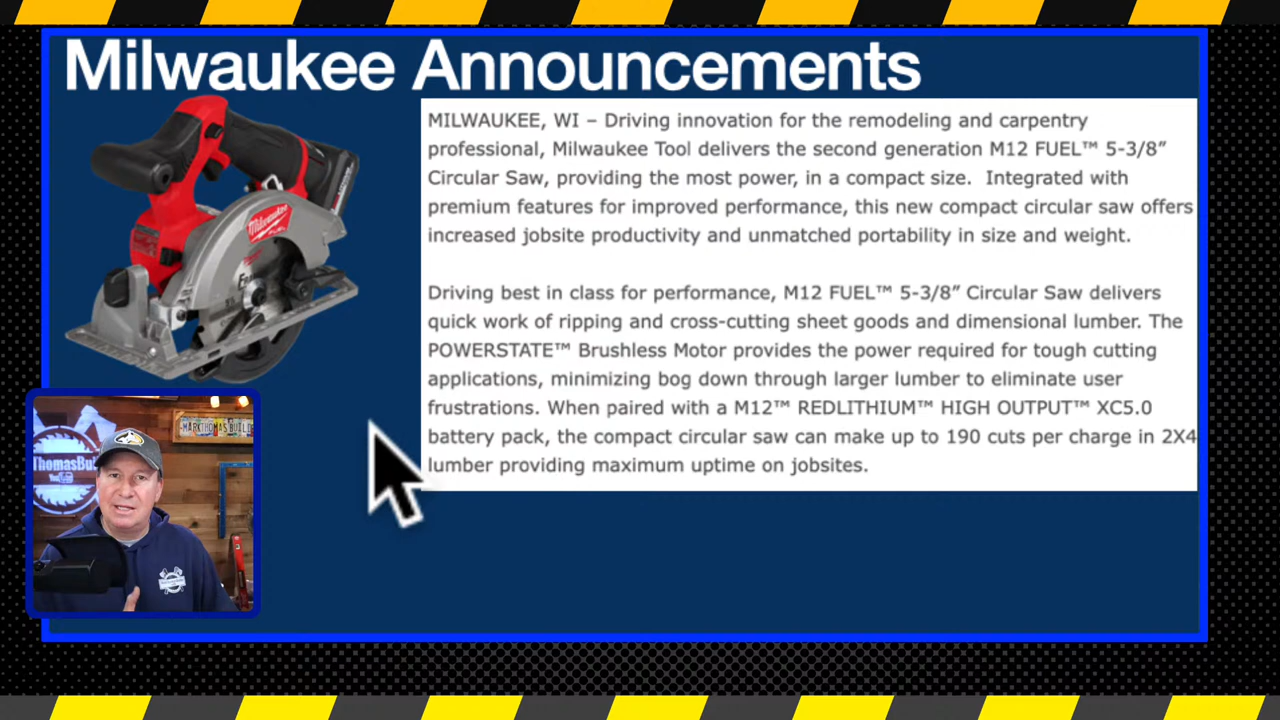 Milwaukee Announcements
MILWAUKEE, WI – Driving innovation for the remodeling and carpentry
professional, Milwaukee Tool delivers the second generation M12 FUEL™ 5-3/8”
Circular Saw, providing the most power, in a compact size.  Integrated with
premium features for improved performance, this new compact circular saw offers
increased jobsite productivity and unmatched portability in size and weight.
Driving best in class for performance, M12 FUEL™ 5-3/8” Circular Saw delivers
quick work of ripping and cross-cutting sheet goods and dimensional lumber. The
POWERSTATE™ Brushless Motor provides the power required for tough cutting
applications, minimizing bog down through larger lumber to eliminate user
frustrations. When paired with a M12™ REDLITHIUM™ HIGH OUTPUT™ XC5.0
battery pack, the compact circular saw can make up to 190 cuts per charge in 2X4
lumber providing maximum uptime on jobsites.
Milwaukee
MARKTHOMASBUILD
ThomasBui
You